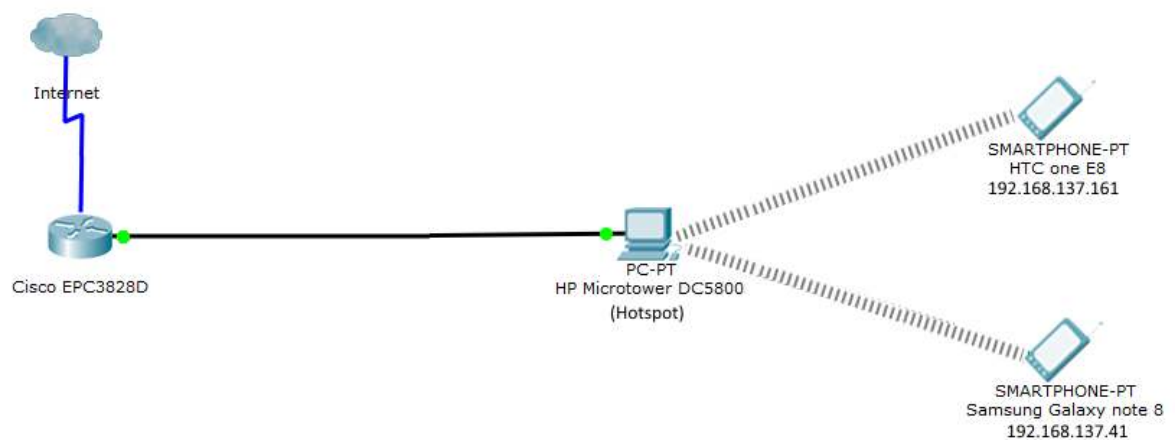 Internet
Cisco EPC3828D
PC-PT
HP Microtower DC5800
(Hotspot)
SMARTPHONE-PT
HTC one E8
192.168.137.161
SMARTPHONE-PT
Samsung Galaxy note 8
192.168.137.41